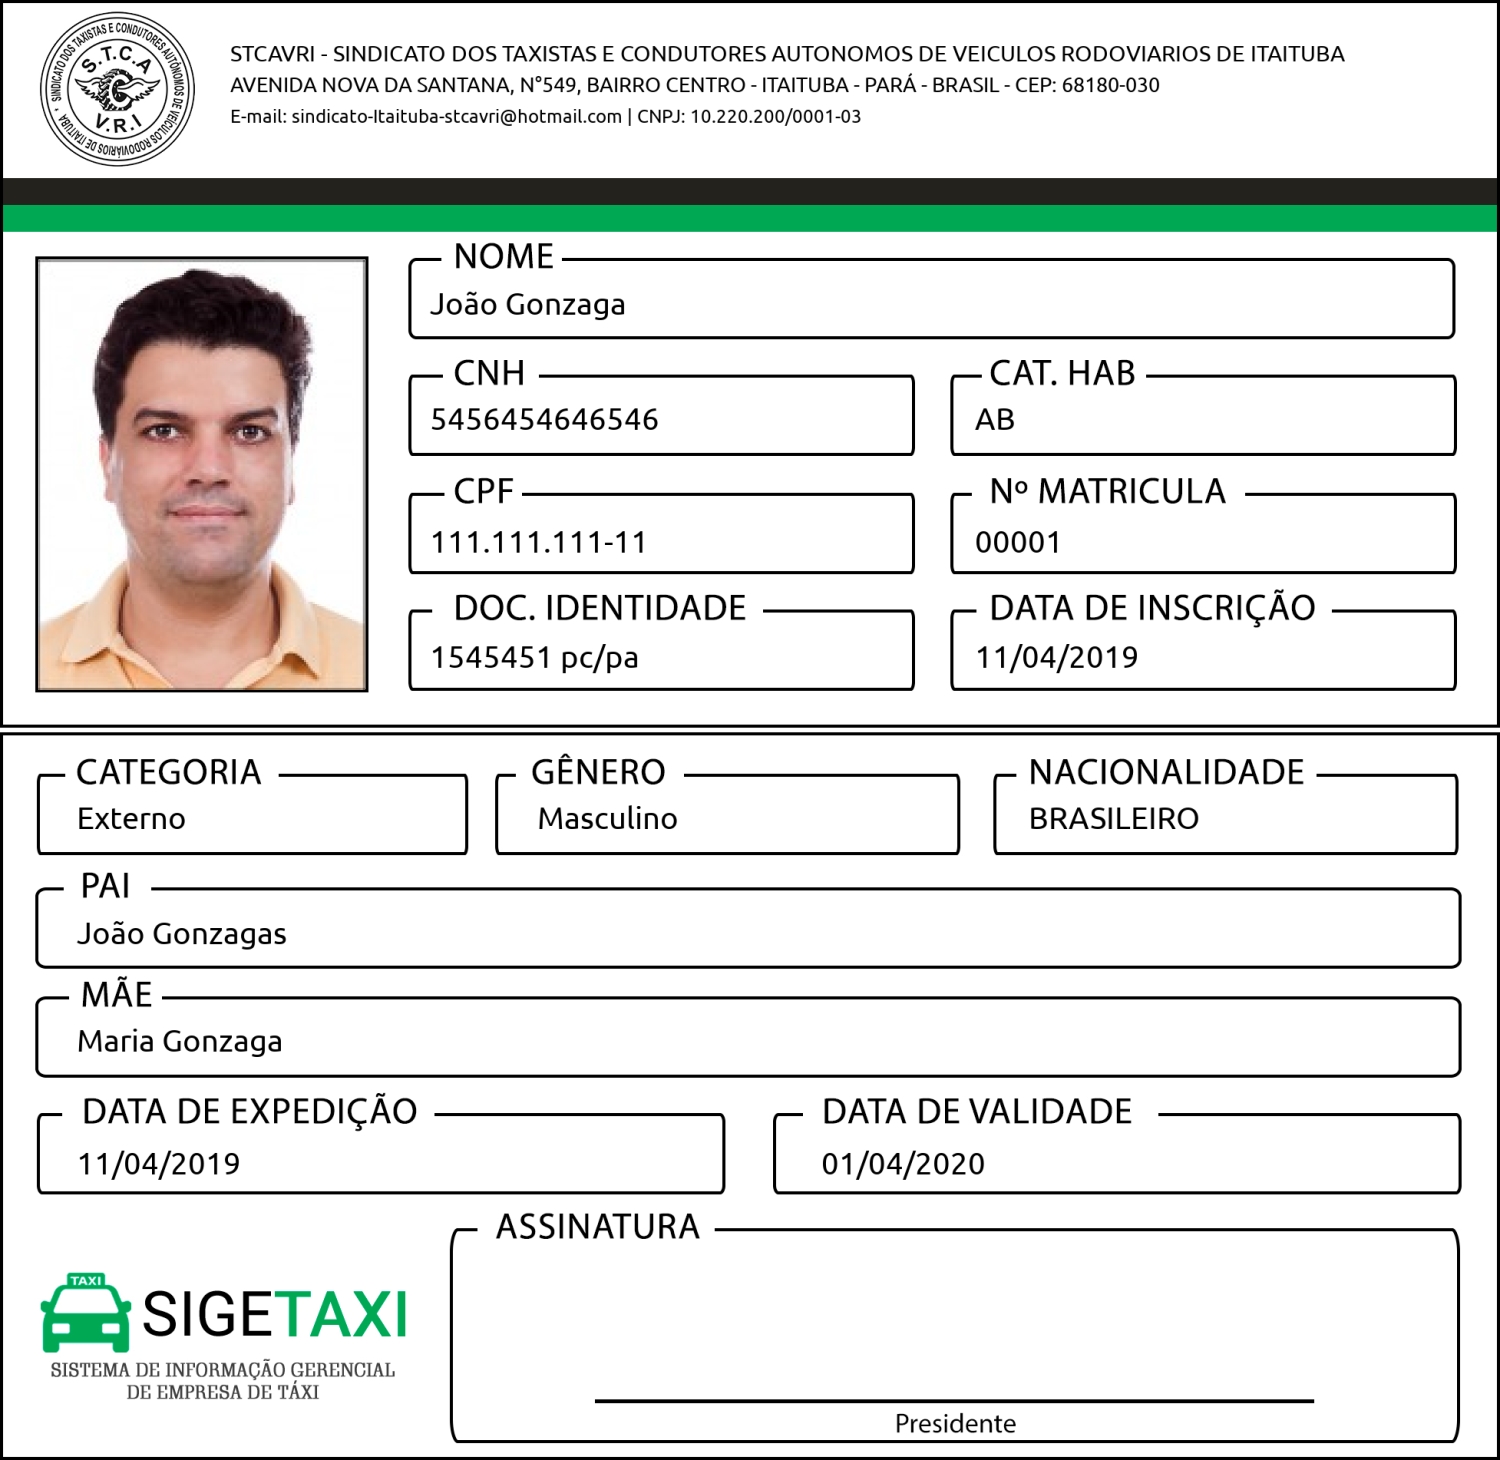 SINDICATO DOS TAXISTAS E CONDUTORES AUTÔNOMOS DE VEÍCULOS RODOVIÁRIOS DE ITAITUBA
S.T.C.A
V.R.I
STCAVRI - SINDICATO DOS TAXISTAS E CONDUTORES AUTONOMOS DE VEICULOS RODOVIARIOS DE ITAITUBA
AVENIDA NOVA DA SANTANA, N°549, BAIRRO CENTRO - ITAITUBA - PARÁ - BRASIL - CEP: 68180-030
E-mail: sindicato-Itaituba-stcavri@hotmail.com | CNPJ: 10.220.200/0001-03
NOME
João Gonzaga
CNH
5456454646546
CAT. HAB
AB
CPF
111.111.111-11
Nº MATRICULA
00001
DOC. IDENTIDADE
1545451 pc/pa
DATA DE INSCRIÇÃO
11/04/2019
CATEGORIA
Externo
GÊNERO
Masculino
NACIONALIDADE
BRASILEIRO
PAI
João Gonzagas
MÃE
Maria Gonzaga
DATA DE EXPEDIÇÃO
11/04/2019
DATA DE VALIDADE
01/04/2020
ASSINATURA
Presidente
TAXI
SIGETAXI
SISTEMA DE INFORMAÇÃO GERENCIAL
DE EMPRESA DE TÁXI